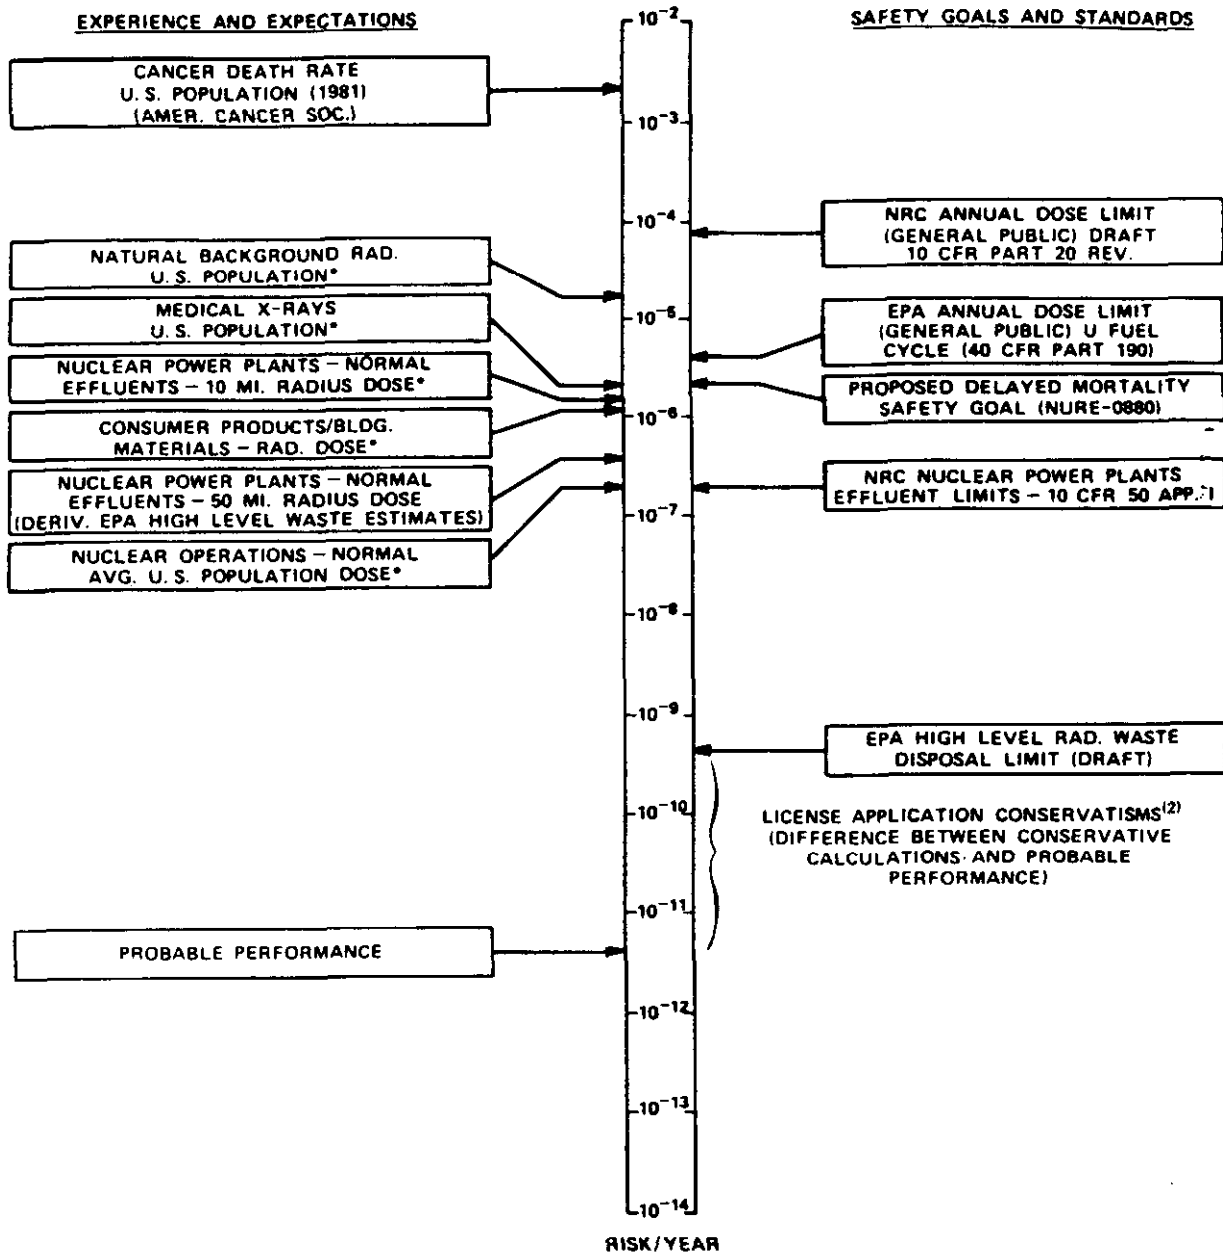 EXPERIENCE AND EXPECTATIONS
CANCER DEATH RATE
U. S. POPULATION (1981)
(AMER. CANCER SOC.)
NATURAL BACKGROUND RAD.
U. S. POPULATION*
MEDICAL X-RAYS
U. S. POPULATION*
NUCLEAR POWER PLANTS – NORMAL
EFFLUENTS – 10 MI. RADIUS DOSE*
CONSUMER PRODUCTS/BLDG.
MATERIALS – RAD. DOSE*
NUCLEAR POWER PLANTS – NORMAL
EFFLUENTS – 50 MI. RADIUS DOSE
(DERIV. EPA HIGH LEVEL WASTE ESTIMATES)
NUCLEAR OPERATIONS – NORMAL
AVG. U. S. POPULATION DOSE*
PROBABLE PERFORMANCE
10⁻²
10⁻³
10⁻⁴
10⁻⁵
10⁻⁶
10⁻⁷
10⁻⁸
10⁻⁹
10⁻¹⁰
10⁻¹¹
10⁻¹²
10⁻¹³
10⁻¹⁴
RISK/YEAR
SAFETY GOALS AND STANDARDS
NRC ANNUAL DOSE LIMIT
(GENERAL PUBLIC) DRAFT
10 CFR PART 20 REV.
EPA ANNUAL DOSE LIMIT
(GENERAL PUBLIC) U FUEL
CYCLE (40 CFR PART 190)
PROPOSED DELAYED MORTALITY
SAFETY GOAL (NURE-0880)
NRC NUCLEAR POWER PLANTS
EFFLUENT LIMITS – 10 CFR 50 APP. I
EPA HIGH LEVEL RAD. WASTE
DISPOSAL LIMIT (DRAFT)
LICENSE APPLICATION CONSERVATISMS⁽²⁾
(DIFFERENCE BETWEEN CONSERVATIVE
CALCULATIONS AND PROBABLE
PERFORMANCE)